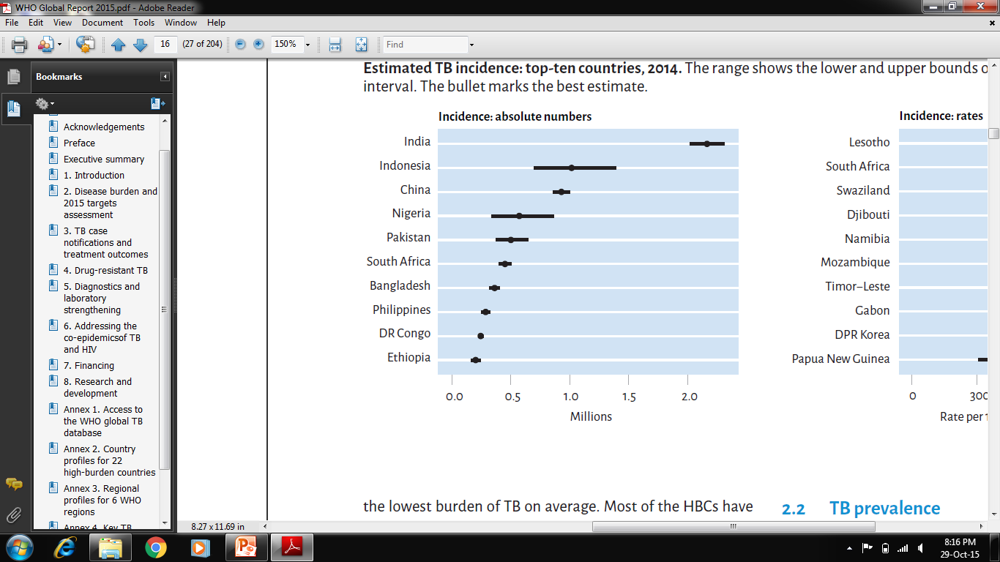 WHO Global Report 2015.pdf - Adobe Reader
File Edit View Document Tools Window Help
16 (27 of 204) 150% Find
Bookmarks
Acknowledgements
Preface
Executive summary
1. Introduction
2. Disease burden and
2015 targets
assessment
3. TB case
notifications and
treatment outcomes
4. Drug-resistant TB
5. Diagnostics and
laboratory
strengthening
6. Addressing the
co-epidemicsof TB
and HIV
7. Financing
8. Research and
development
Annex 1. Access to
the WHO global TB
database
Annex 2. Country
profiles for 22
high-burden countries
Annex 3. Regional
profiles for 6 WHO
regions
Annex 4. Key TB
Estimated TB incidence: top-ten countries, 2014. The range shows the lower and upper bounds o
interval. The bullet marks the best estimate.
Incidence: absolute numbers
India
Indonesia
China
Nigeria
Pakistan
South Africa
Bangladesh
Philippines
DR Congo
Ethiopia
0.0 0.5 1.0 1.5 2.0
Millions
Incidence: rates
Lesotho
South Africa
Swaziland
Djibouti
Namibia
Mozambique
Timor–Leste
Gabon
DPR Korea
Papua New Guinea
0 300
Rate per 1
the lowest burden of TB on average. Most of the HBCs have
2.2 TB prevalence
8.27 x 11.69 in
8:16 PM
29-Oct-15